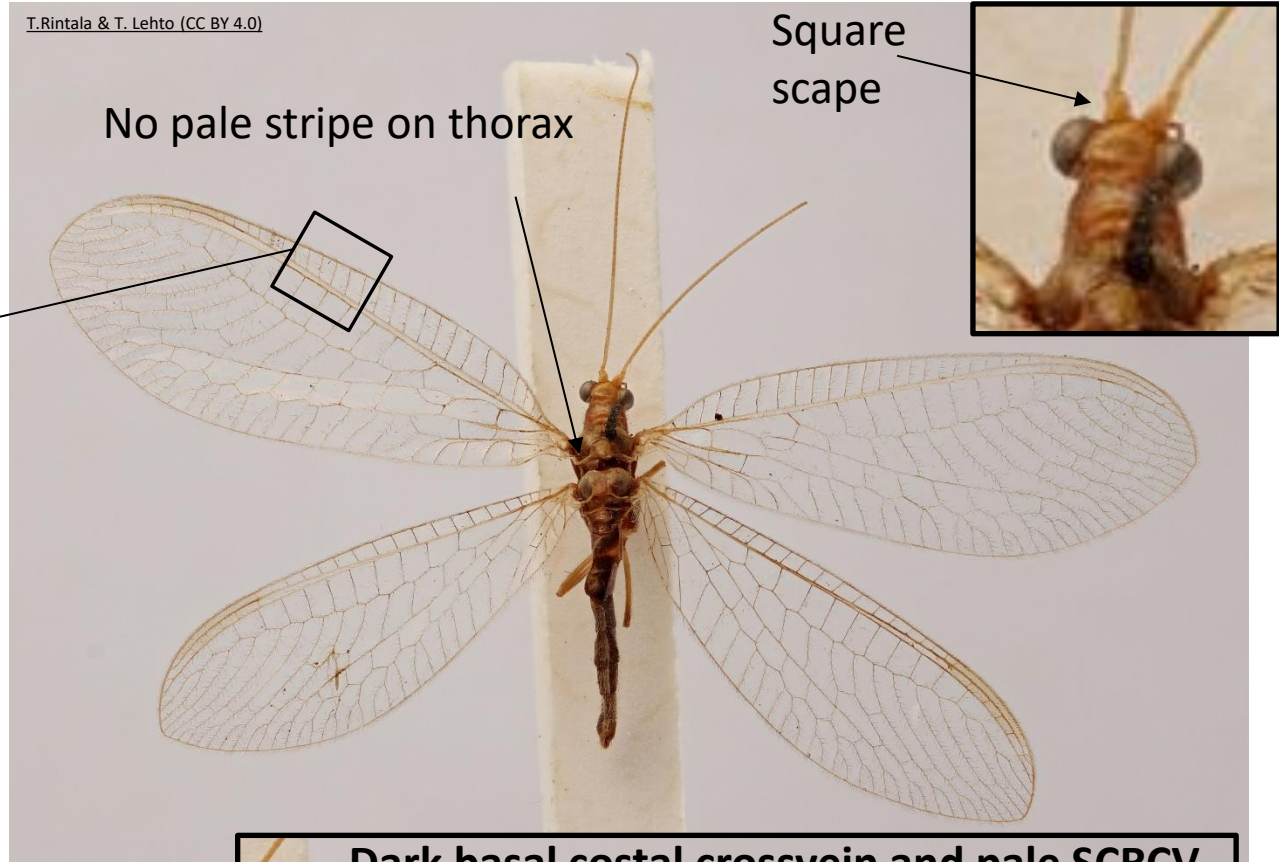 T.Rintala & T. Lehto (CC BY 4.0)
Square
scape
No pale stripe on thorax
Dark basal costal crossvein and pale SCBCV